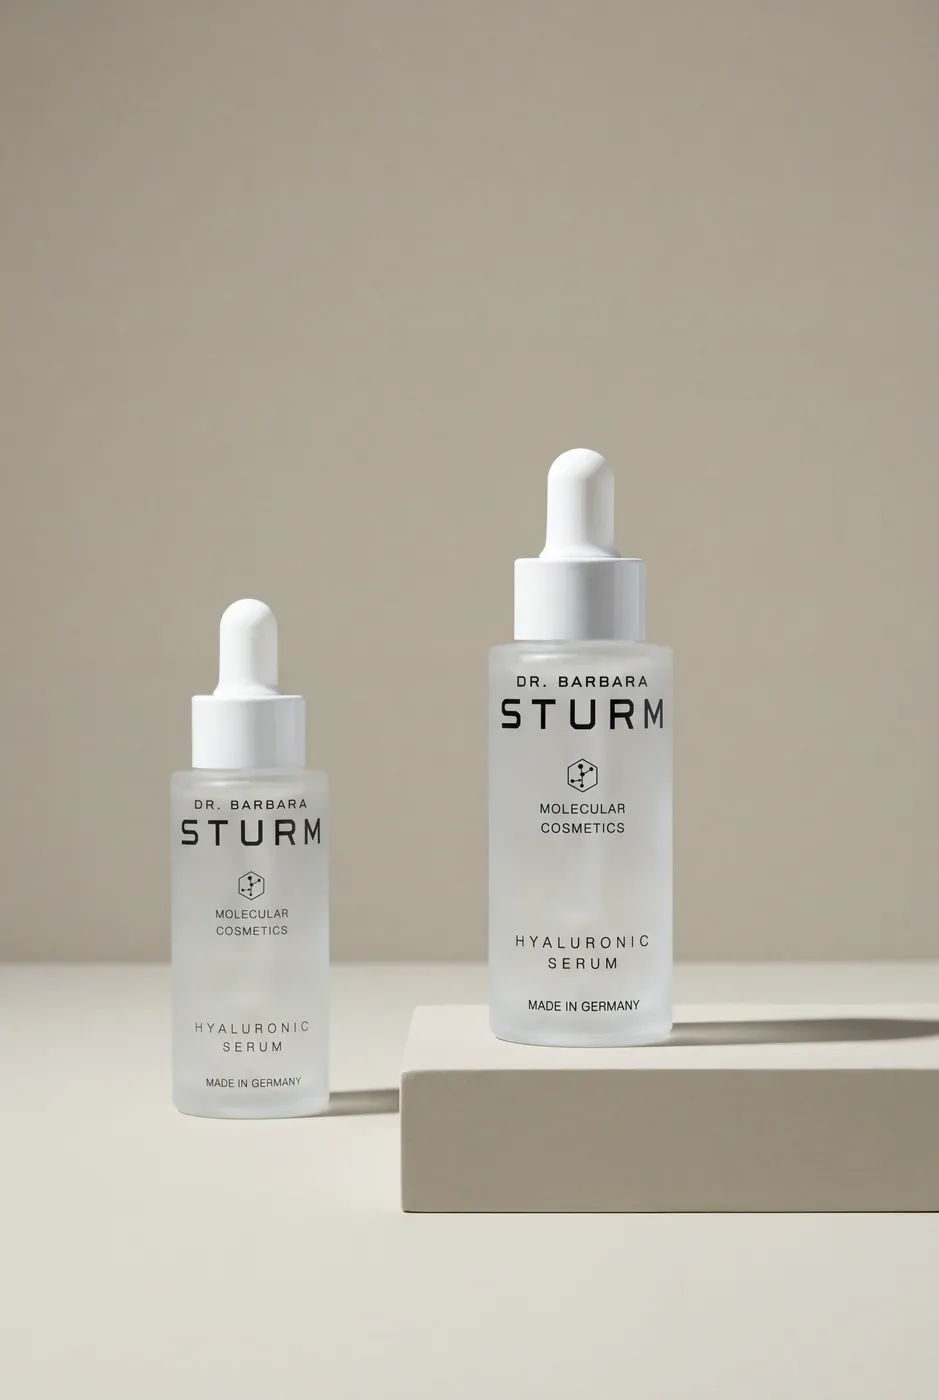 DR. BARBARA
STURM
MOLECULAR
COSMETICS
HYALURONIC
SERUM
MADE IN GERMANY
DR. BARBARA
STURM
MOLECULAR
COSMETICS
HYALURONIC
SERUM
MADE IN GERMANY